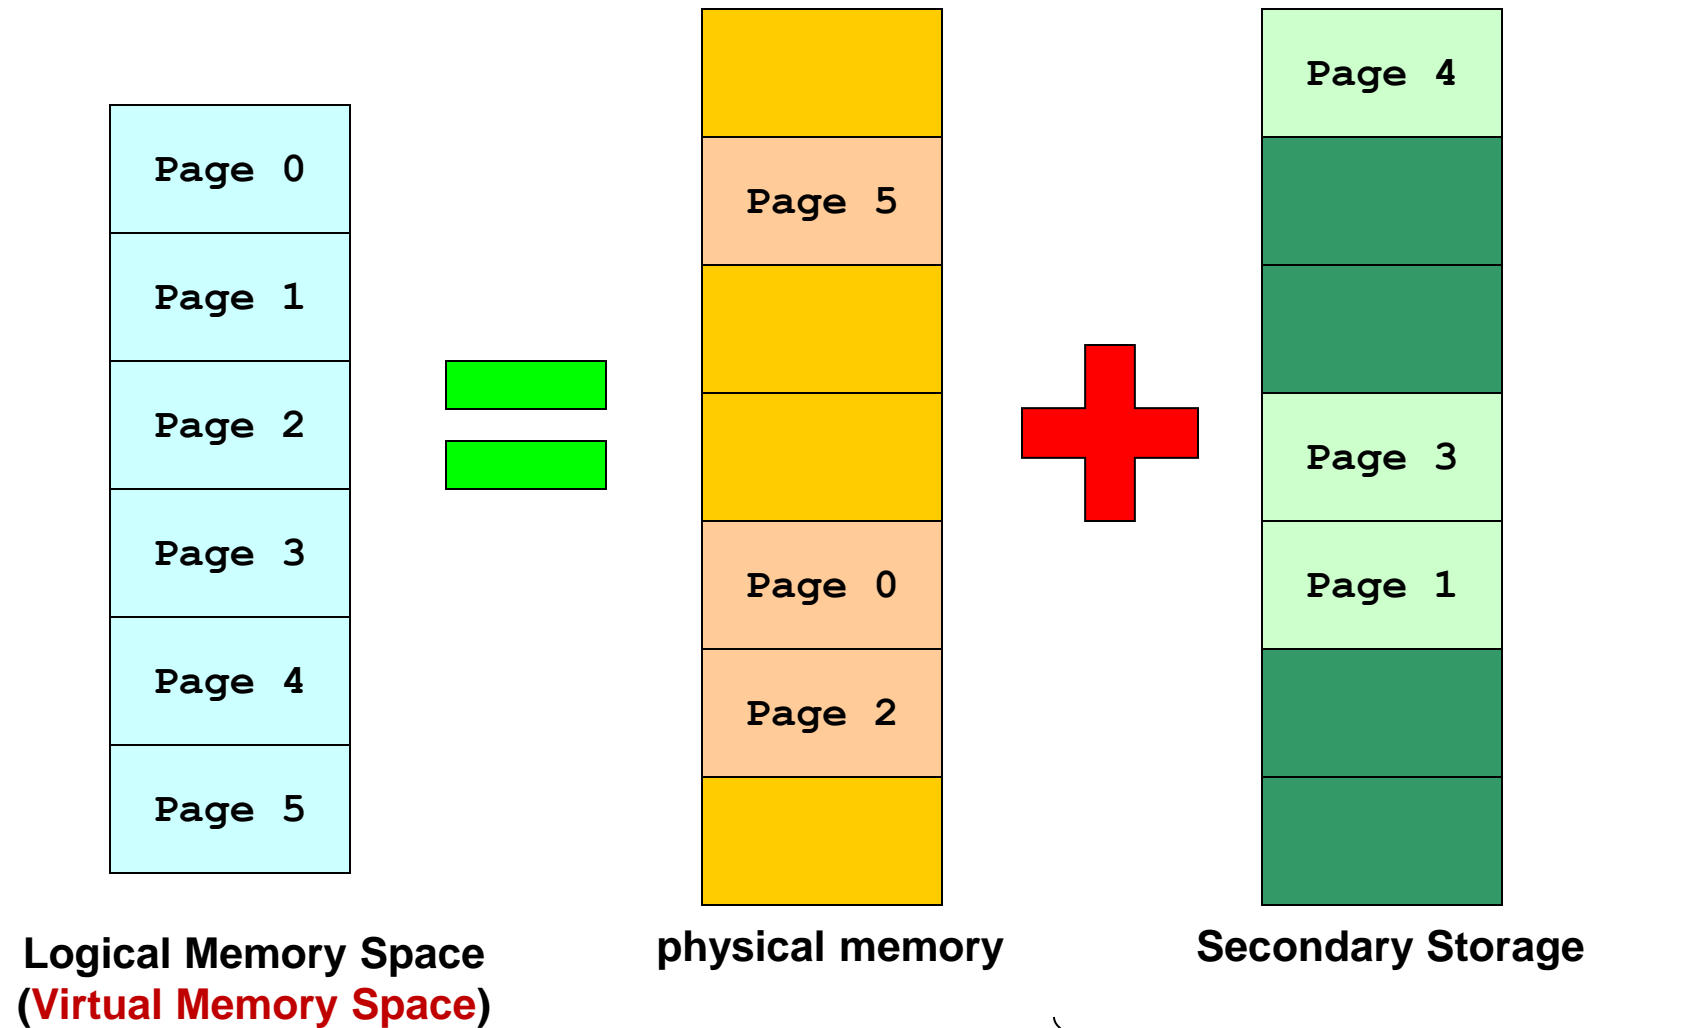 Page 0
Page 1
Page 2
Page 3
Page 4
Page 5
Logical Memory Space
(Virtual Memory Space)
Page 5
Page 0
Page 2
physical memory
Page 4
Page 3
Page 1
Secondary Storage